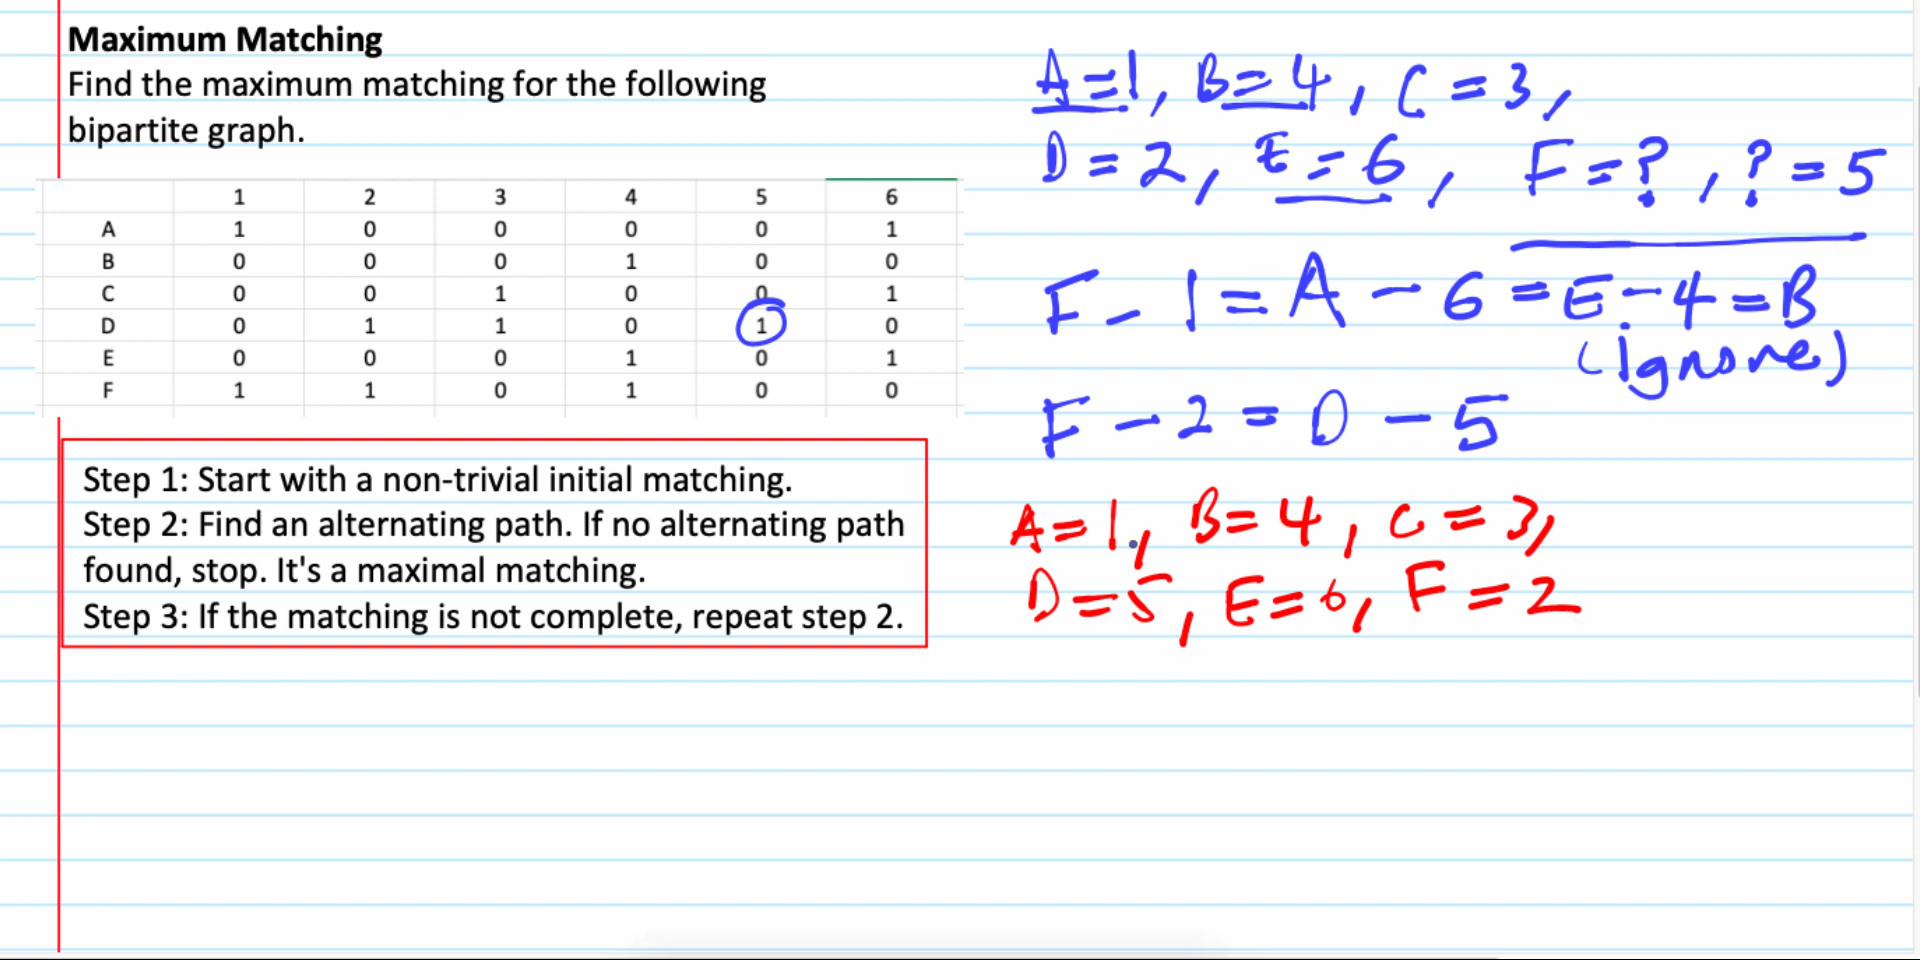 Maximum Matching
Find the maximum matching for the following
bipartite graph.
1 2 3 4 5 6
A 1 0 0 0 0 1
B 0 0 0 1 0 0
C 0 0 1 0 0 1
D 0 1 1 0 1 0
E 0 0 0 1 0 1
F 1 1 0 1 0 0
Step 1: Start with a non-trivial initial matching.
Step 2: Find an alternating path. If no alternating path
found, stop. It's a maximal matching.
Step 3: If the matching is not complete, repeat step 2.
A=1, B=4, C=3,
D=2, E=6, F=?, ?=5
F-1=A-6=E-4=B
(ignore)
F-2=D-5
A=1, B=4, C=3,
D=5, E=6, F=2